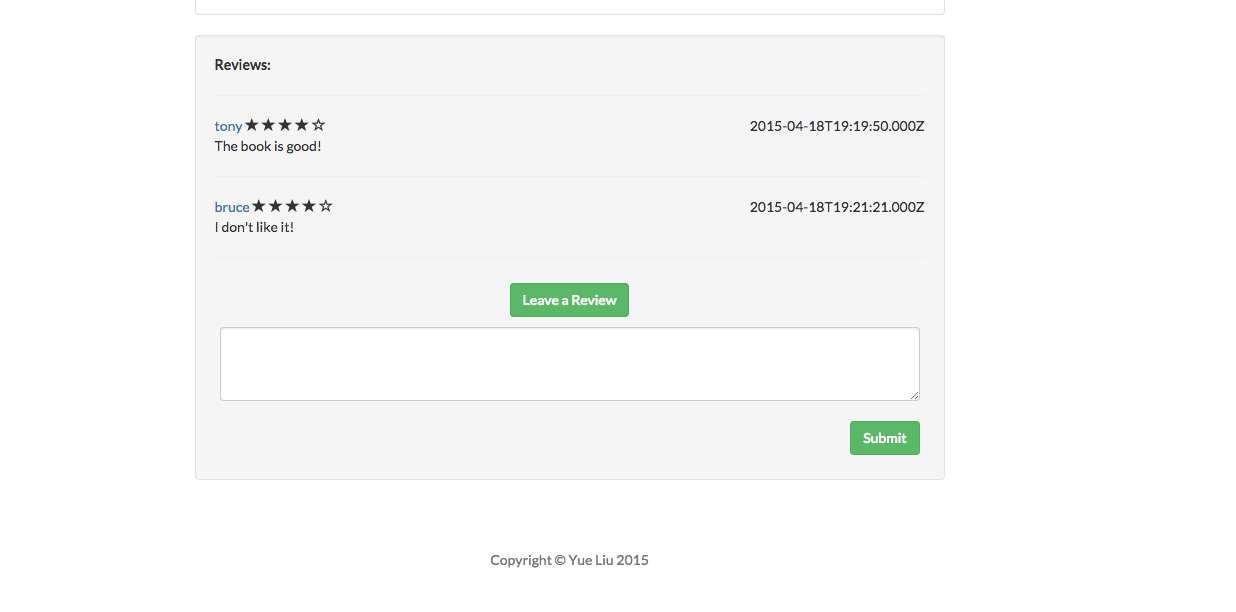 Reviews:
tony ★★★★☆ 2015-04-18T19:19:50.000Z
The book is good!
bruce ★★★★☆ 2015-04-18T19:21:21.000Z
I don't like it!
Leave a Review
Submit
Copyright © Yue Liu 2015